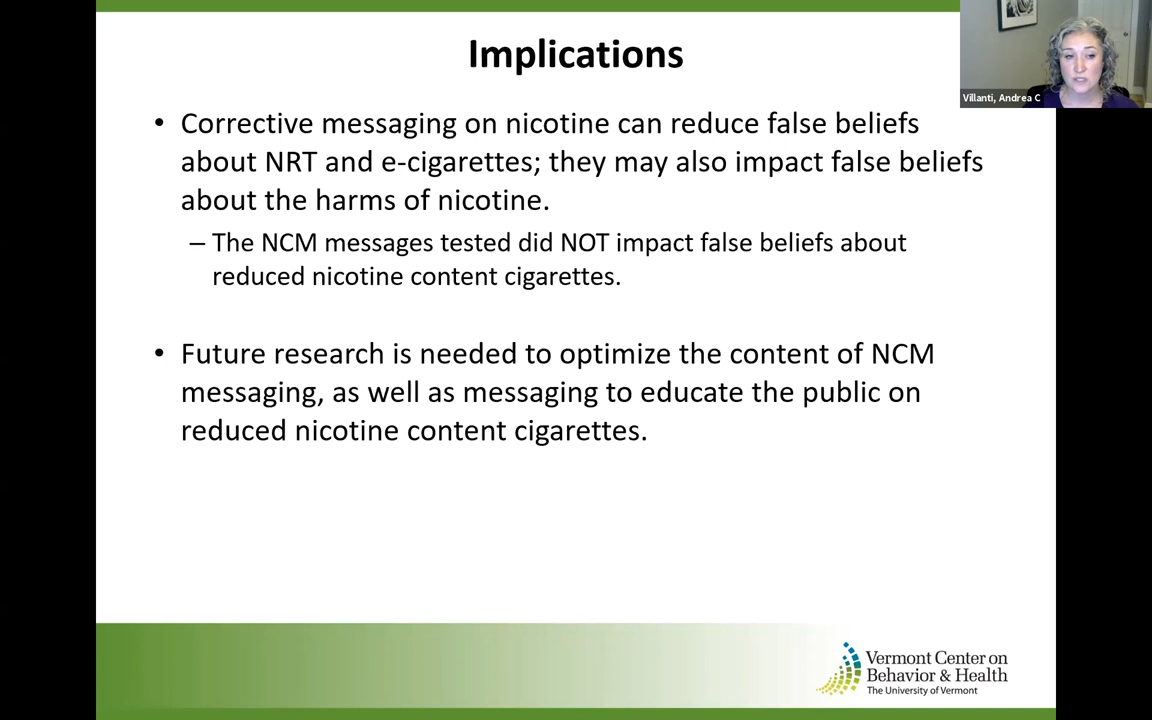 Implications
Villanti, Andrea C
• Corrective messaging on nicotine can reduce false beliefs
about NRT and e-cigarettes; they may also impact false beliefs
about the harms of nicotine.
– The NCM messages tested did NOT impact false beliefs about
reduced nicotine content cigarettes.
• Future research is needed to optimize the content of NCM
messaging, as well as messaging to educate the public on
reduced nicotine content cigarettes.
Vermont Center on
Behavior & Health
The University of Vermont